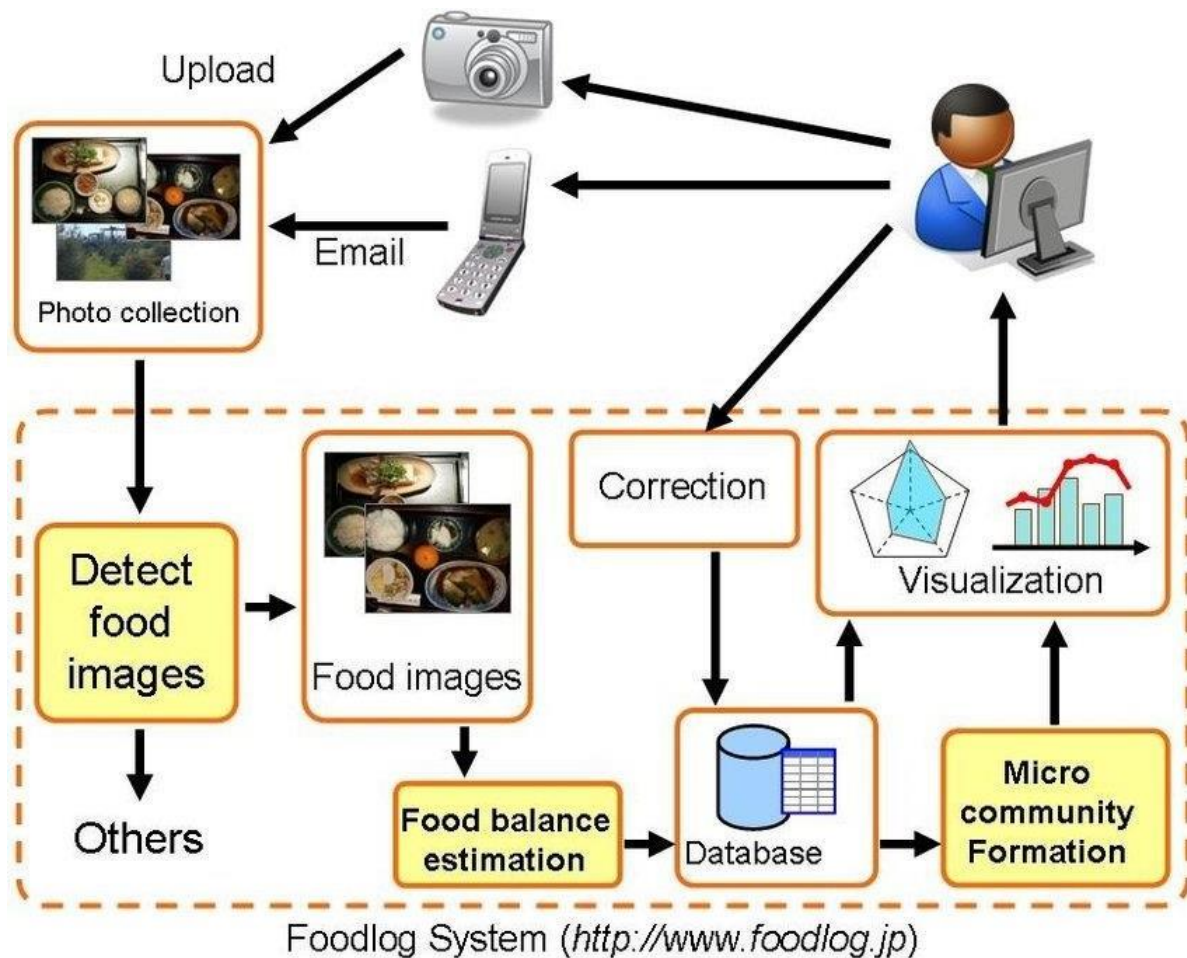 Upload
Email
Photo collection
Detect
food
images
Others
Food images
Food balance
estimation
Correction
Database
Visualization
Micro
community
Formation
Foodlog System (http://www.foodlog.jp)